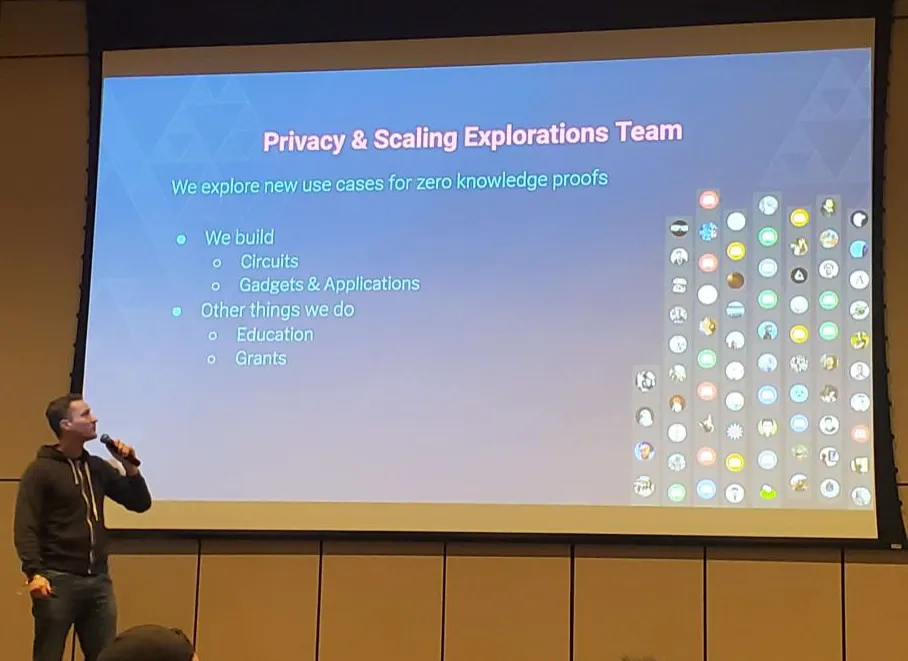 Privacy & Scaling Explorations Team
We explore new use cases for zero knowledge proofs
We build
Circuits
Gadgets & Applications
Other things we do
Education
Grants